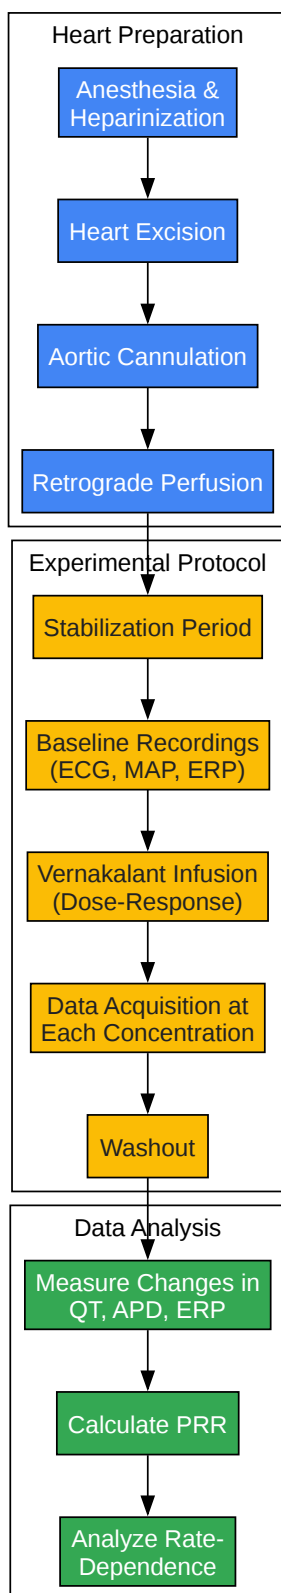 Heart Preparation
Anesthesia &
Heparinization
Heart Excision
Aortic Cannulation
Retrograde Perfusion
Experimental Protocol
Stabilization Period
Baseline Recordings
(ECG, MAP, ERP)
Vernakalant Infusion
(Dose-Response)
Data Acquisition at
Each Concentration
Washout
Data Analysis
Measure Changes in
QT, APD, ERP
Calculate PRR
Analyze Rate-
Dependence